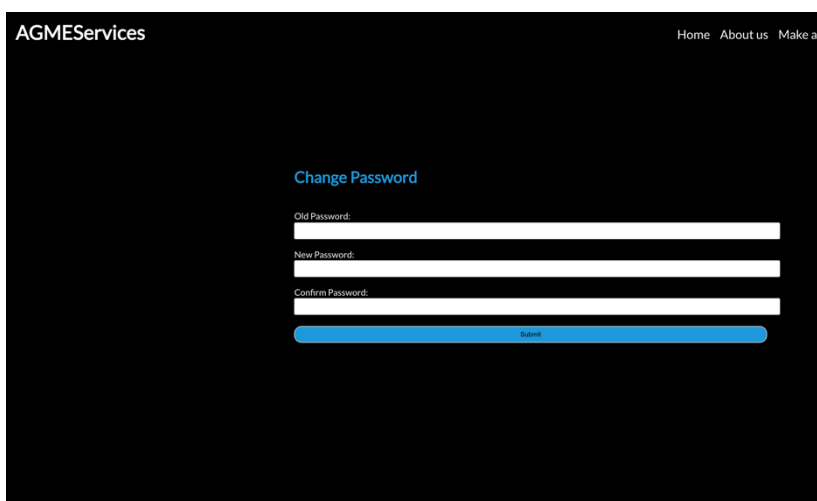 AGMEServices
Home About us Make a
Change Password
Old Password:
New Password:
Confirm Password:
Submit